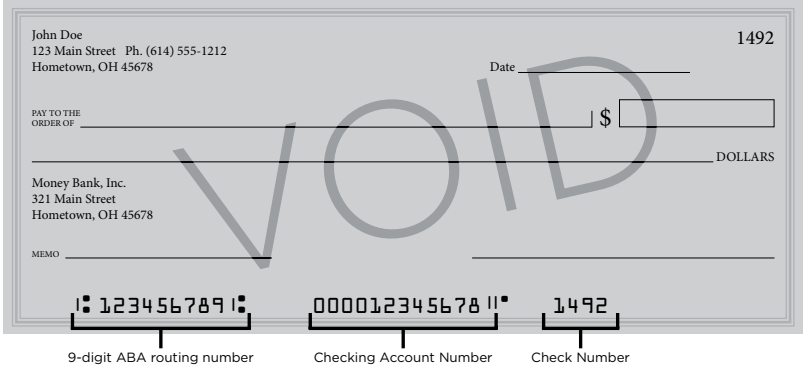 John Doe
123 Main Street Ph. (614) 555-1212
Hometown, OH 45678
1492
Date
PAY TO THE
ORDER OF
$
DOLLARS
VOID
Money Bank, Inc.
321 Main Street
Hometown, OH 45678
MEMO
⑆123456789⑆ 000012345678⑈ 1492
9-digit ABA routing number Checking Account Number Check Number